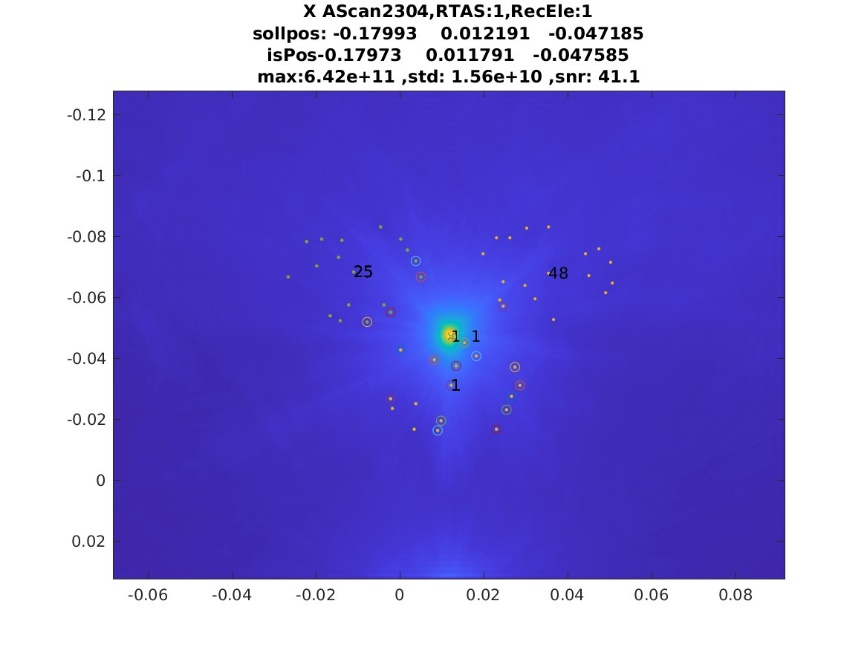 X AScan2304,RTAS:1,RecEle:1
sollpos: -0.17993    0.012191   -0.047185
isPos-0.17973    0.011791   -0.047585
max:6.42e+11 ,std: 1.56e+10 ,snr: 41.1
-0.12
-0.1
-0.08
25
48
-0.06
1 1
-0.04
1
-0.02
0
0.02
-0.06 -0.04 -0.02 0 0.02 0.04 0.06 0.08